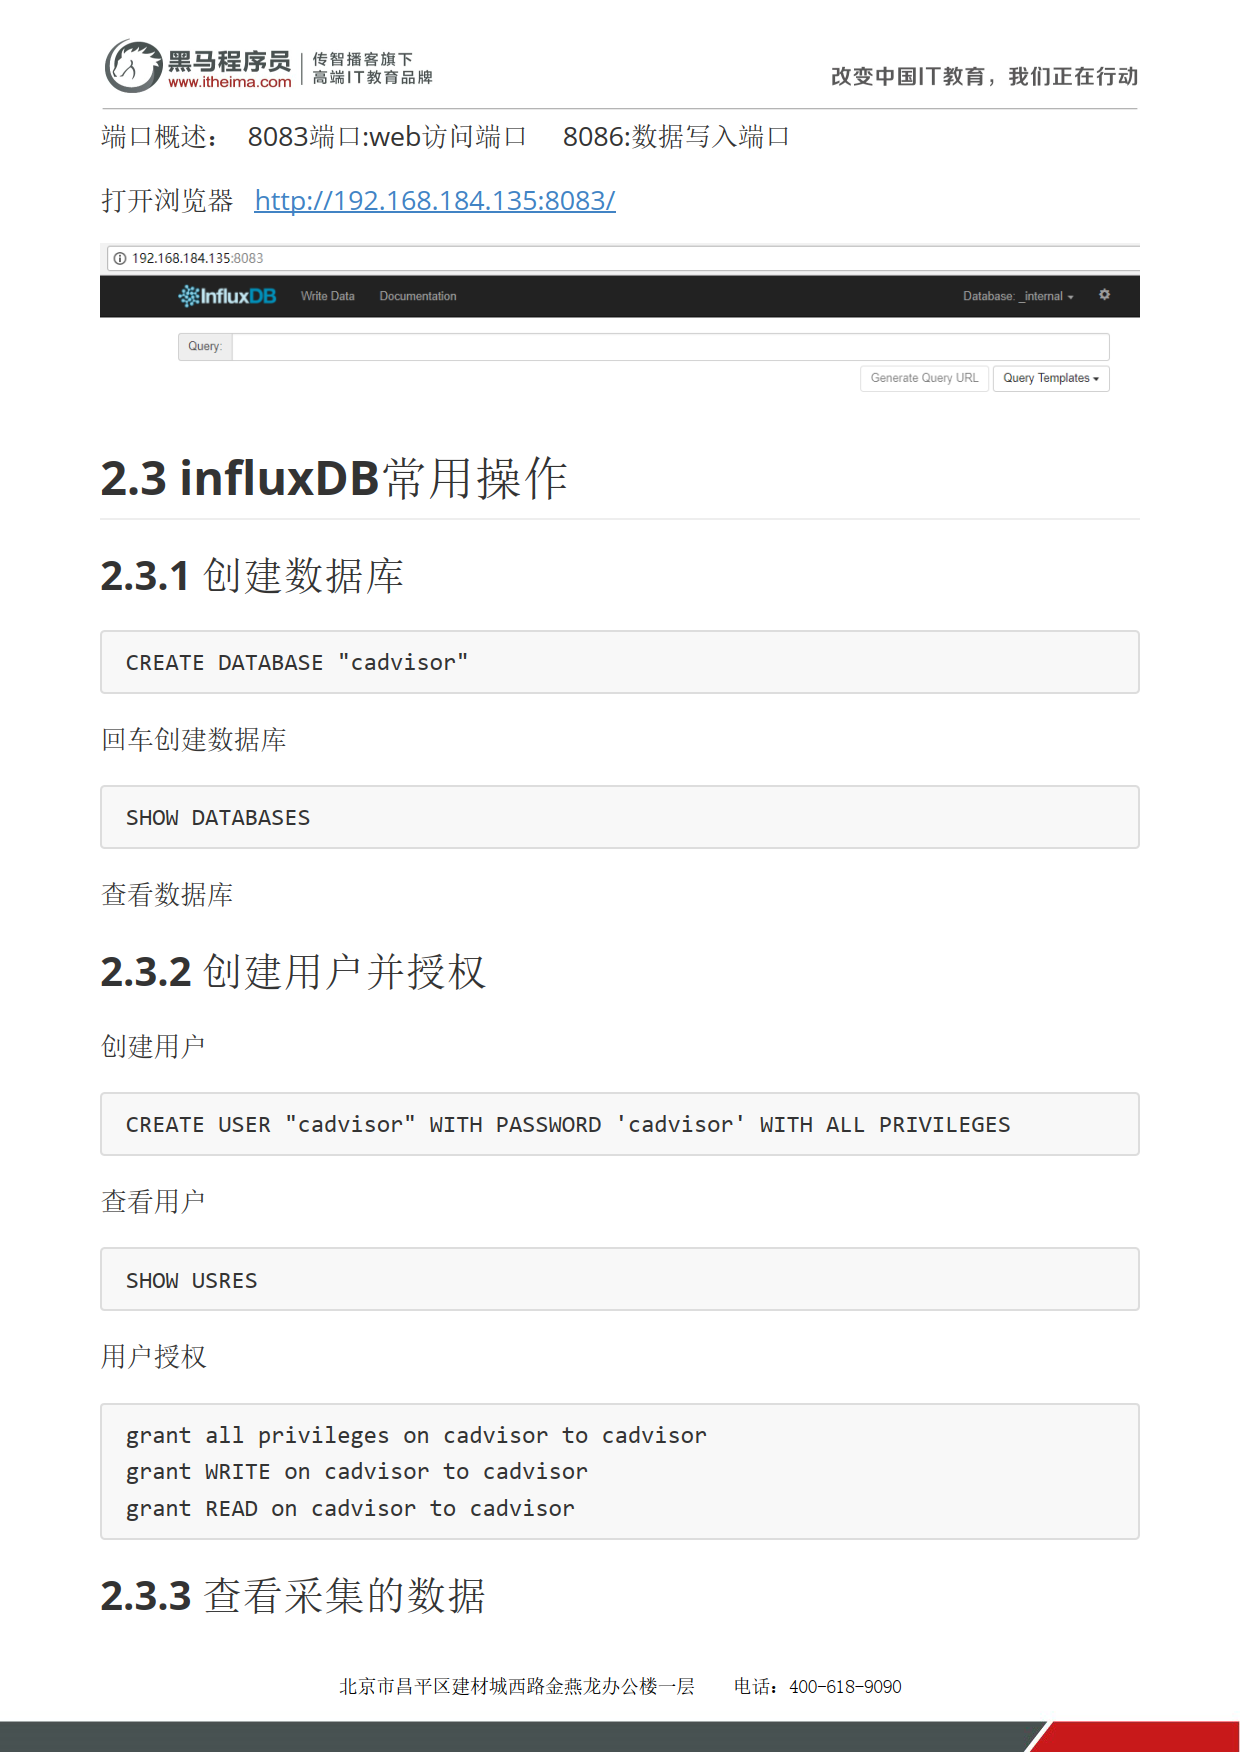 黑马程序员
www.itheima.com
传智播客旗下
高端IT教育品牌
改变中国IT教育，我们正在行动
端口概述： 8083端口:web访问端口 8086:数据写入端口
打开浏览器 http://192.168.184.135:8083/
192.168.184.135:8083
InfluxDB Write Data Documentation Database: _internal
Query:
Generate Query URL Query Templates
2.3 influxDB常用操作
2.3.1 创建数据库
CREATE DATABASE "cadvisor"
回车创建数据库
SHOW DATABASES
查看数据库
2.3.2 创建用户并授权
创建用户
CREATE USER "cadvisor" WITH PASSWORD 'cadvisor' WITH ALL PRIVILEGES
查看用户
SHOW USRES
用户授权
grant all privileges on cadvisor to cadvisor
grant WRITE on cadvisor to cadvisor
grant READ on cadvisor to cadvisor
2.3.3 查看采集的数据
北京市昌平区建材城西路金燕龙办公楼一层 电话：400-618-9090